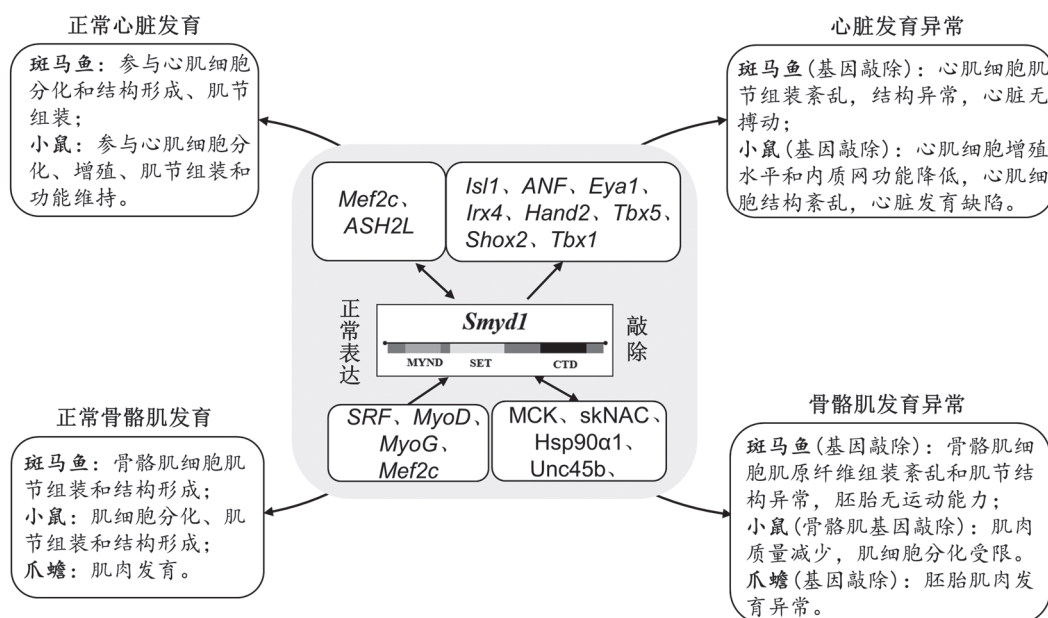 正常心脏发育
斑马鱼：参与心肌细胞
分化和结构形成、肌节
组装；
小鼠：参与心肌细胞分
化、增殖、肌节组装和
功能维持。
心脏发育异常
斑马鱼(基因敲除)：心肌细胞肌
节组装紊乱，结构异常，心脏无
搏动；
小鼠(基因敲除)：心肌细胞增殖
水平和内质网功能降低，心肌细
胞结构紊乱，心脏发育缺陷。
Mef2c、
ASH2L
Isl1、ANF、Eya1、
Irx4、Hand2、Tbx5、
Shox2、Tbx1
正常表达
Smyd1
MYND SET CTD
敲除
SRF、MyoD、
MyoG、
Mef2c
MCK、skNAC、
Hsp90α1、
Unc45b、
正常骨骼肌发育
斑马鱼：骨骼肌细胞肌
节组装和结构形成；
小鼠：肌细胞分化、肌
节组装和结构形成；
爪蟾：肌肉发育。
骨骼肌发育异常
斑马鱼(基因敲除)：骨骼肌细
胞肌原纤维组装紊乱和肌节结
构异常，胚胎无运动能力；
小鼠(骨骼肌基因敲除)：肌肉
质量减少，肌细胞分化受限。
爪蟾(基因敲除)：胚胎肌肉发
育异常。